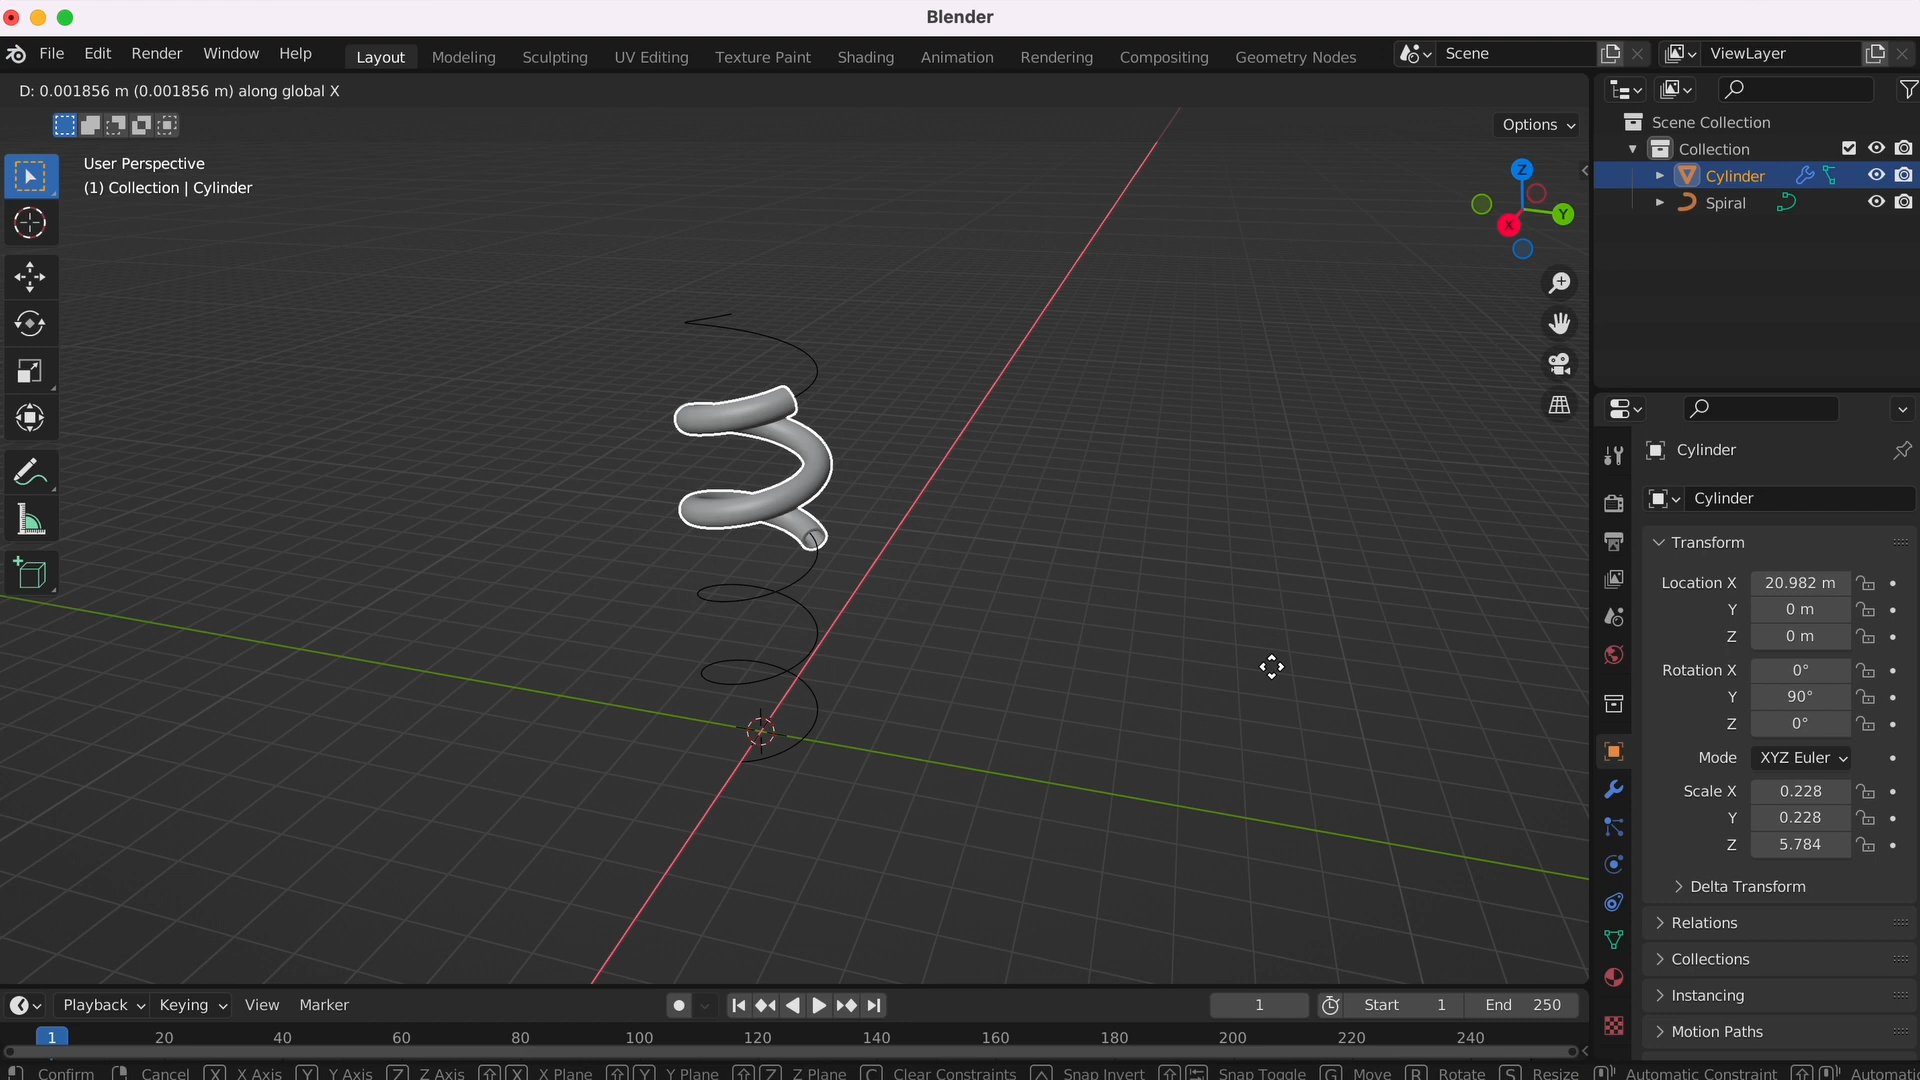 Blender
File Edit Render Window Help Layout Modeling Sculpting UV Editing Texture Paint Shading Animation Rendering Compositing Geometry Nodes Scene ViewLayer
D: 0.001856 m (0.001856 m) along global X
Options
User Perspective
(1) Collection | Cylinder
Z
Y
X
Scene Collection
Collection
Cylinder
Spiral
Cylinder
Cylinder
Transform
Location X 20.982 m
Y 0 m
Z 0 m
Rotation X 0°
Y 90°
Z 0°
Mode XYZ Euler
Scale X 0.228
Y 0.228
Z 5.784
Delta Transform
Relations
Collections
Instancing
Motion Paths
Playback Keying View Marker 1 Start 1 End 250
1 20 40 60 80 100 120 140 160 180 200 220 240
Confirm Cancel X X Axis Y Y Axis Z Z Axis X X Plane Y Y Plane Z Z Plane C Clear Constraints Snap Invert Snap Toggle G Move R Rotate S Resize Automatic Constraint Automatic